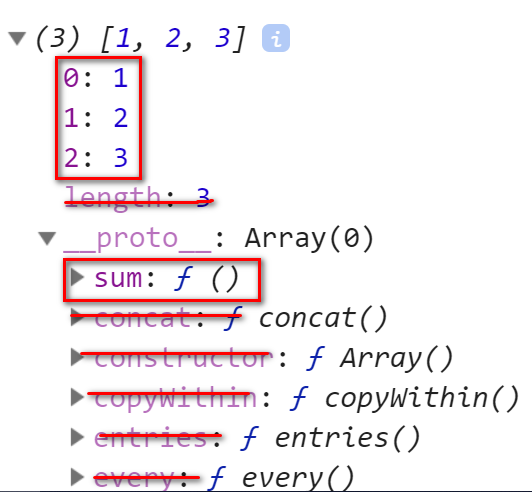 (3) [1, 2, 3] i
0: 1
1: 2
2: 3
length: 3
__proto__: Array(0)
sum: ƒ ()
concat: ƒ concat()
constructor: ƒ Array()
copyWithin: ƒ copyWithin()
entries: ƒ entries()
every: ƒ every()